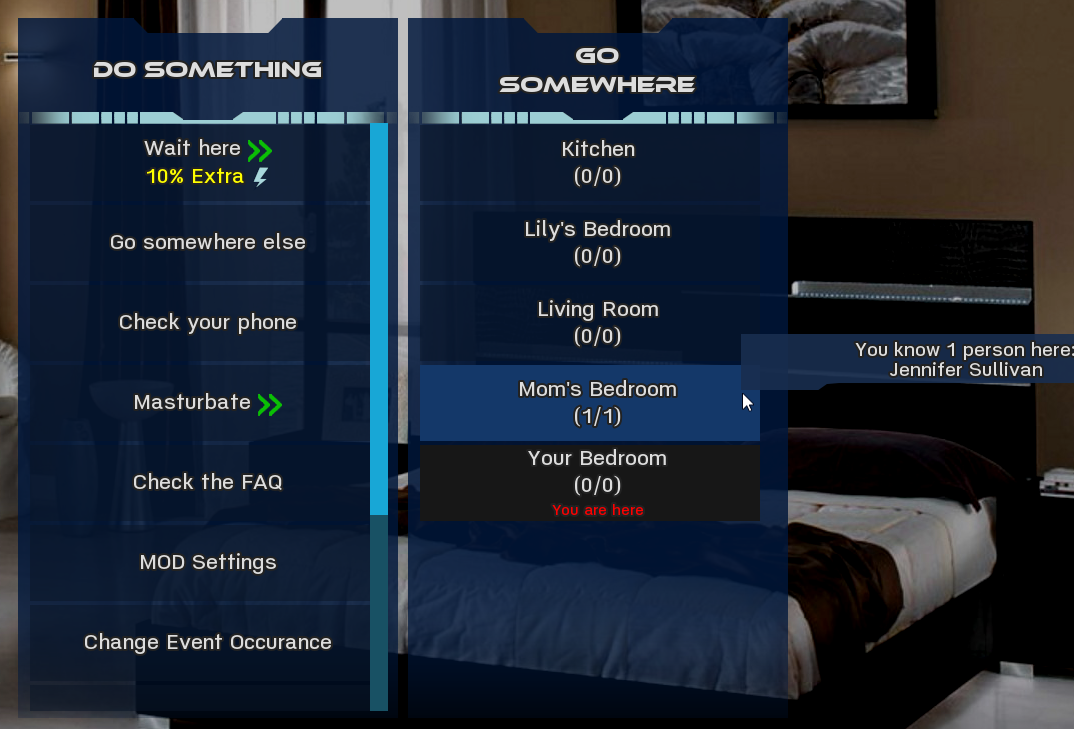 DO SOMETHING
Wait here
10% Extra
Go somewhere else
Check your phone
Masturbate
Check the FAQ
MOD Settings
Change Event Occurance
GO
SOMEWHERE
Kitchen
(0/0)
Lily's Bedroom
(0/0)
Living Room
(0/0)
Mom's Bedroom
(1/1)
Your Bedroom
(0/0)
You are here
You know 1 person here:
Jennifer Sullivan